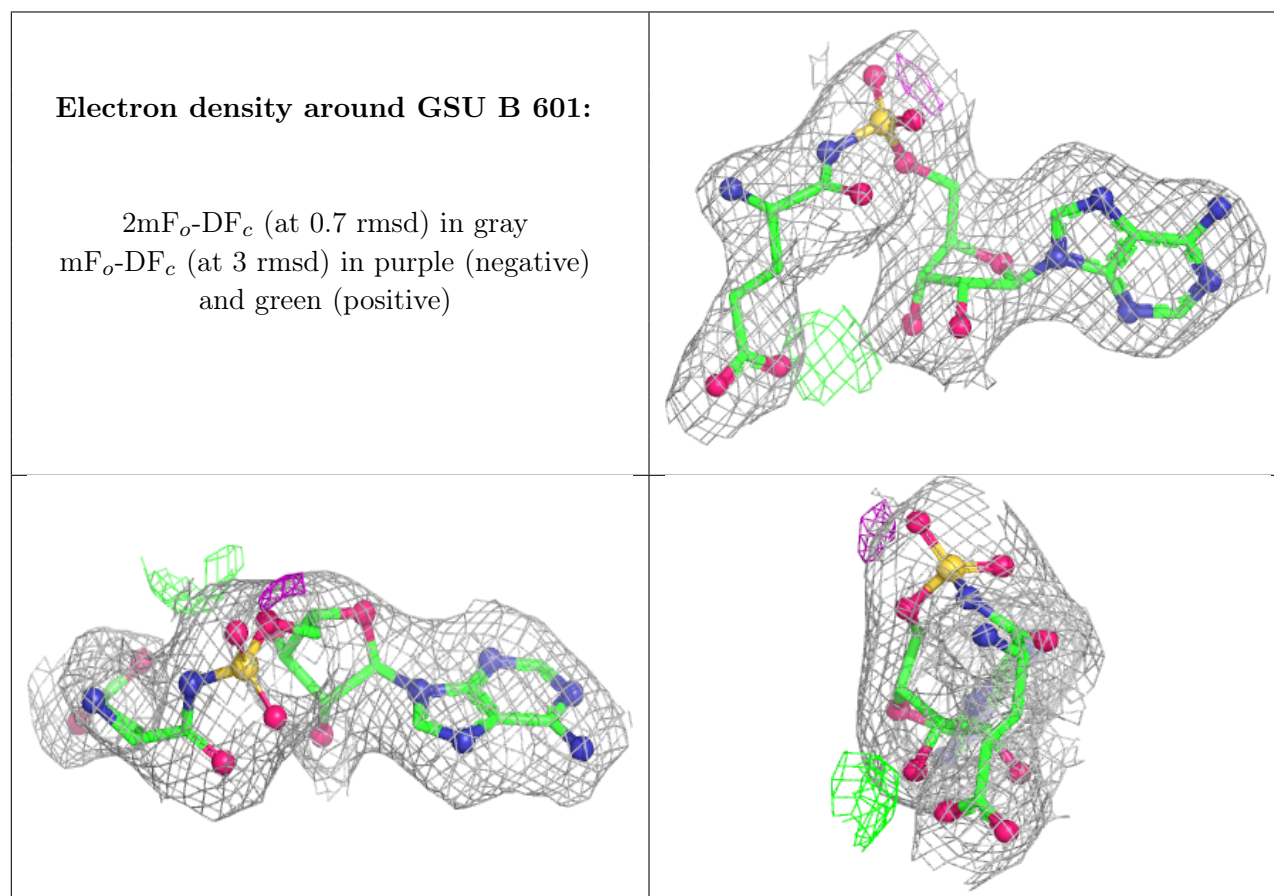 Electron density around GSU B 601:
2mFo-DFc (at 0.7 rmsd) in gray
mFo-DFc (at 3 rmsd) in purple (negative)
and green (positive)